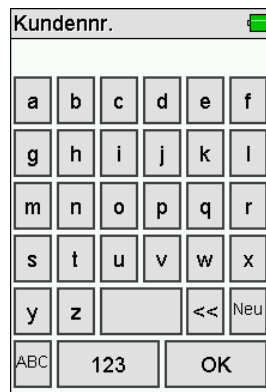 Kundennr.
a b c d e f
g h i j k l
m n o p q r
s t u v w x
y z << Neu
ABC 123 OK